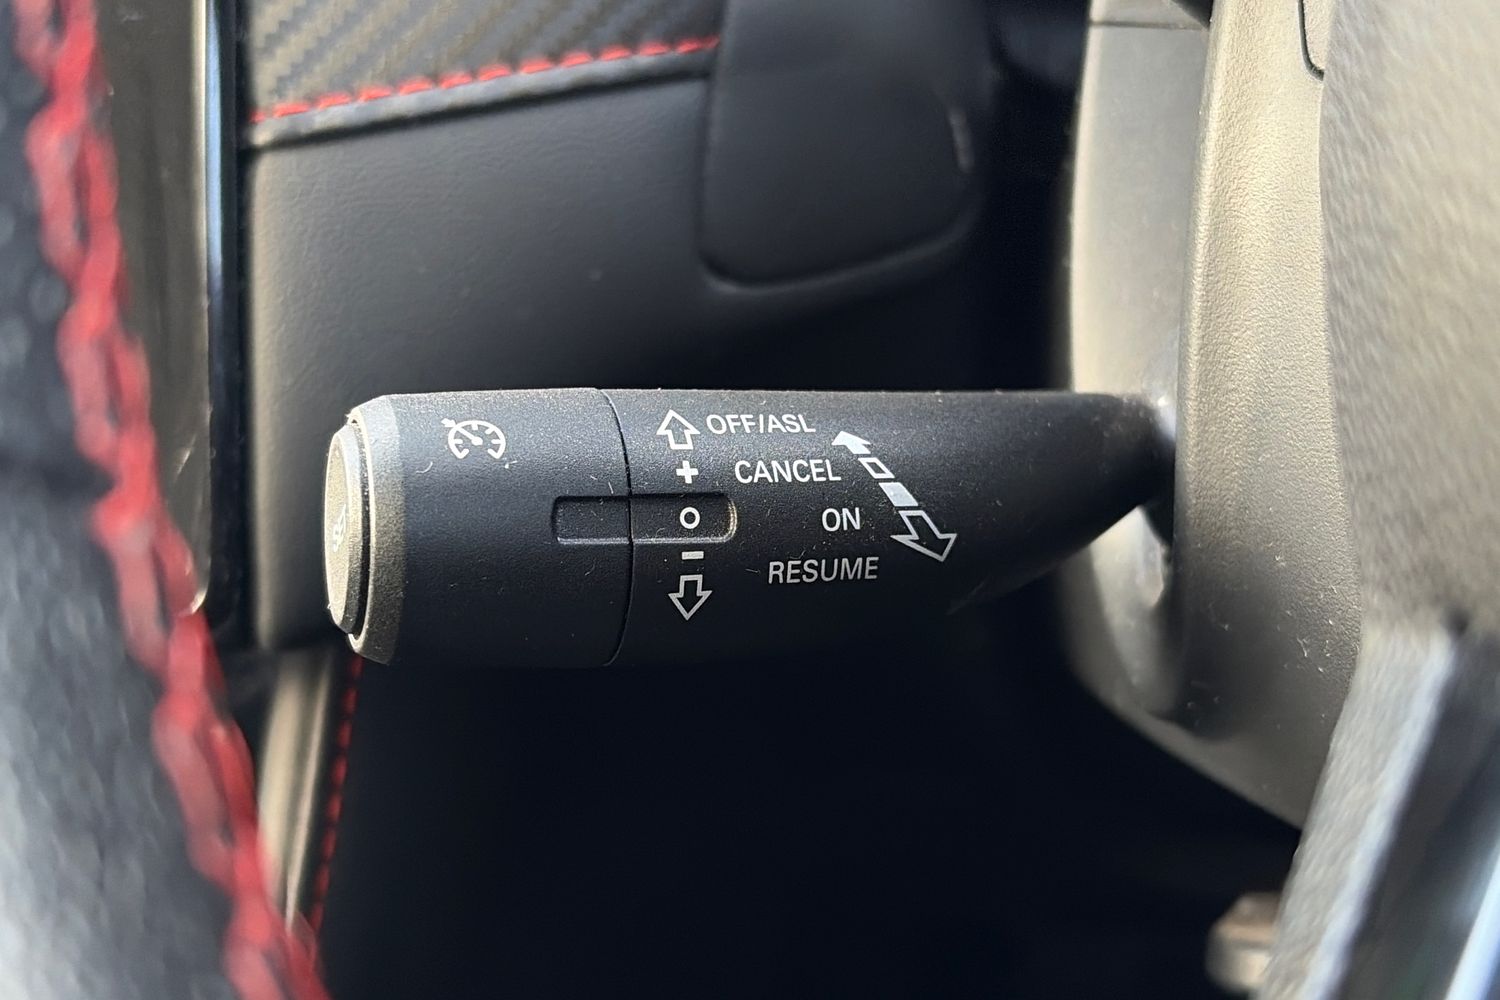 OFF/ASL
+ CANCEL
O ON
- RESUME